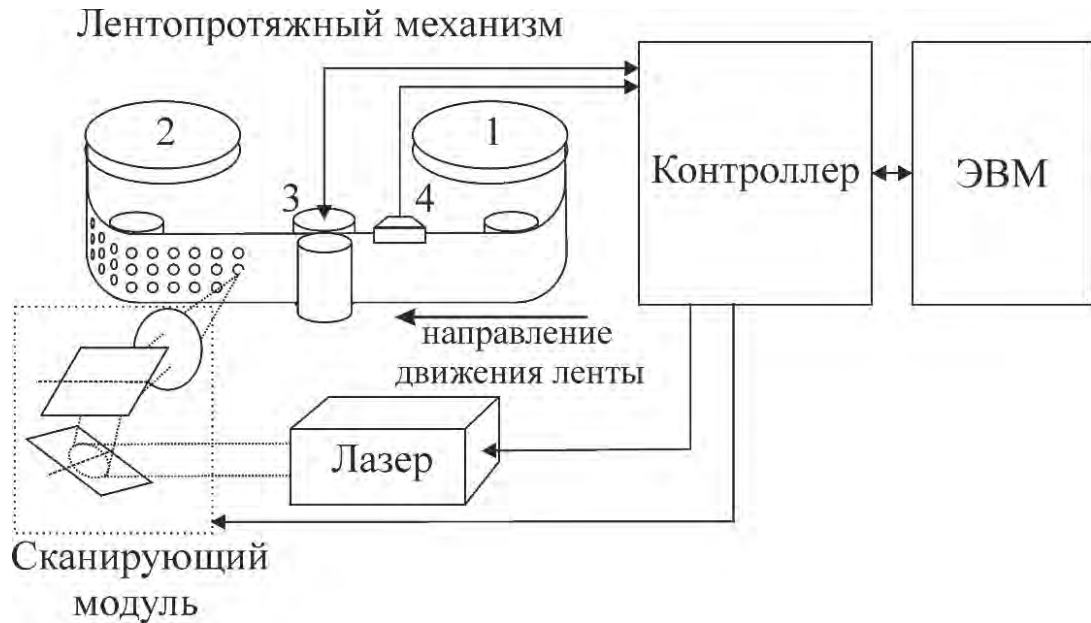 Лентопротяжный механизм
2
1
3
4
Контроллер
ЭВМ
направление
движения ленты
Лазер
Сканирующий
модуль